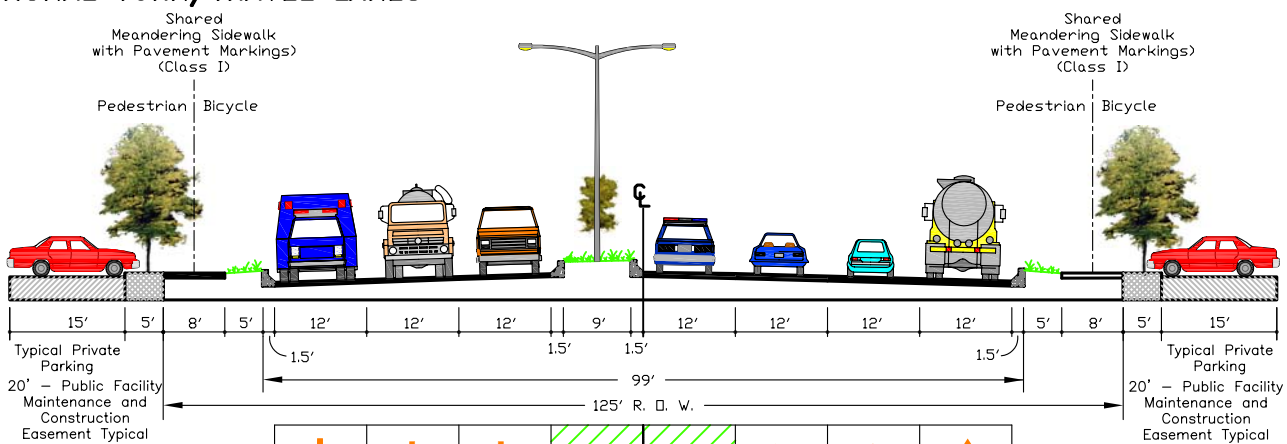 Shared
Meandering Sidewalk
with Pavement Markings)
(Class I)
Shared
Meandering Sidewalk
with Pavement Markings)
(Class I)
Pedestrian Bicycle
Pedestrian Bicycle
℄
15' 5' 8' 5' 12' 12' 12' 9' 12' 12' 12' 12' 5' 8' 5' 15'
1.5' 1.5' 1.5' 1.5'
Typical Private
Parking
Typical Private
Parking
99'
20' - Public Facility
Maintenance and
Construction
Easement Typical
125' R. O. W.
20' - Public Facility
Maintenance and
Construction
Easement Typical